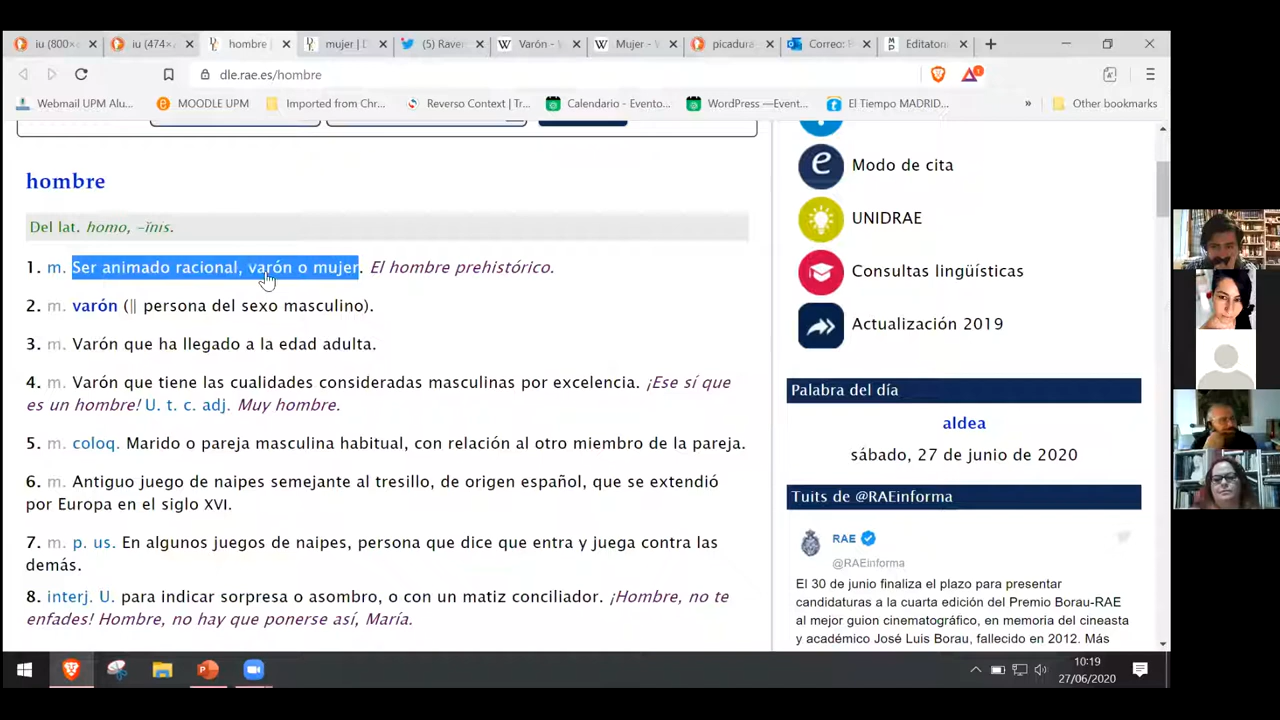 iu (800×
iu (474×
hombre |
mujer | D
(5) Raver
Varón - W
Mujer - W
picadura
Correo: P
Editatori
dle.rae.es/hombre
Webmail UPM Alu...
MOODLE UPM
Imported from Chr...
Reverso Context | Tr...
Calendario - Evento...
WordPress —Event...
El Tiempo MADRID...
»
Other bookmarks
hombre
Del lat. homo, -ĭnis.
1. m. Ser animado racional, varón o mujer. El hombre prehistórico.
2. m. varón (‖ persona del sexo masculino).
3. m. Varón que ha llegado a la edad adulta.
4. m. Varón que tiene las cualidades consideradas masculinas por excelencia. ¡Ese sí que
es un hombre! U. t. c. adj. Muy hombre.
5. m. coloq. Marido o pareja masculina habitual, con relación al otro miembro de la pareja.
6. m. Antiguo juego de naipes semejante al tresillo, de origen español, que se extendió
por Europa en el siglo XVI.
7. m. p. us. En algunos juegos de naipes, persona que dice que entra y juega contra las
demás.
8. interj. U. para indicar sorpresa o asombro, o con un matiz conciliador. ¡Hombre, no te
enfades! Hombre, no hay que ponerse así, María.
Modo de cita
UNIDRAE
Consultas lingüísticas
Actualización 2019
Palabra del día
aldea
sábado, 27 de junio de 2020
Tuits de @RAEinforma
RAE
@RAEinforma
El 30 de junio finaliza el plazo para presentar
candidaturas a la cuarta edición del Premio Borau-RAE
al mejor guion cinematográfico, en memoria del cineasta
y académico José Luis Borau, fallecido en 2012. Más
10:19
27/06/2020